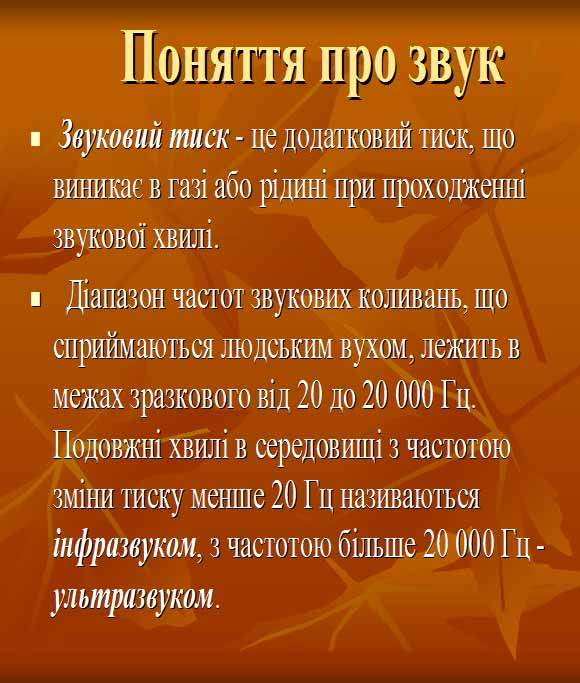 Поняття про звук
Звуковий тиск - це додатковий тиск, що
виникає в газі або рідині при проходженні
звукової хвилі.
Діапазон частот звукових коливань, що
сприймаються людським вухом, лежить в
межах зразкового від 20 до 20 000 Гц.
Подовжні хвилі в середовищі з частотою
зміни тиску менше 20 Гц називаються
інфразвуком, з частотою більше 20 000 Гц -
ультразвуком.